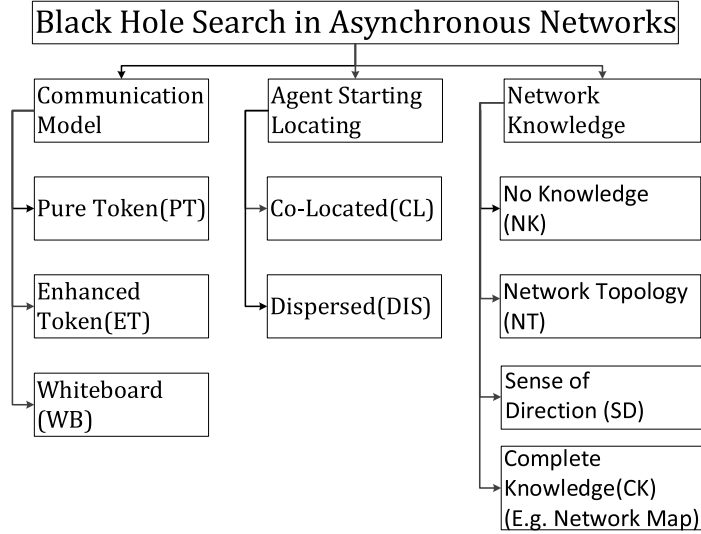 Black Hole Search in Asynchronous Networks
Communication
Model
Pure Token(PT)
Enhanced
Token(ET)
Whiteboard
(WB)
Agent Starting
Locating
Co-Located(CL)
Dispersed(DIS)
Network
Knowledge
No Knowledge
(NK)
Network Topology
(NT)
Sense of
Direction (SD)
Complete
Knowledge(CK)
(E.g. Network Map)